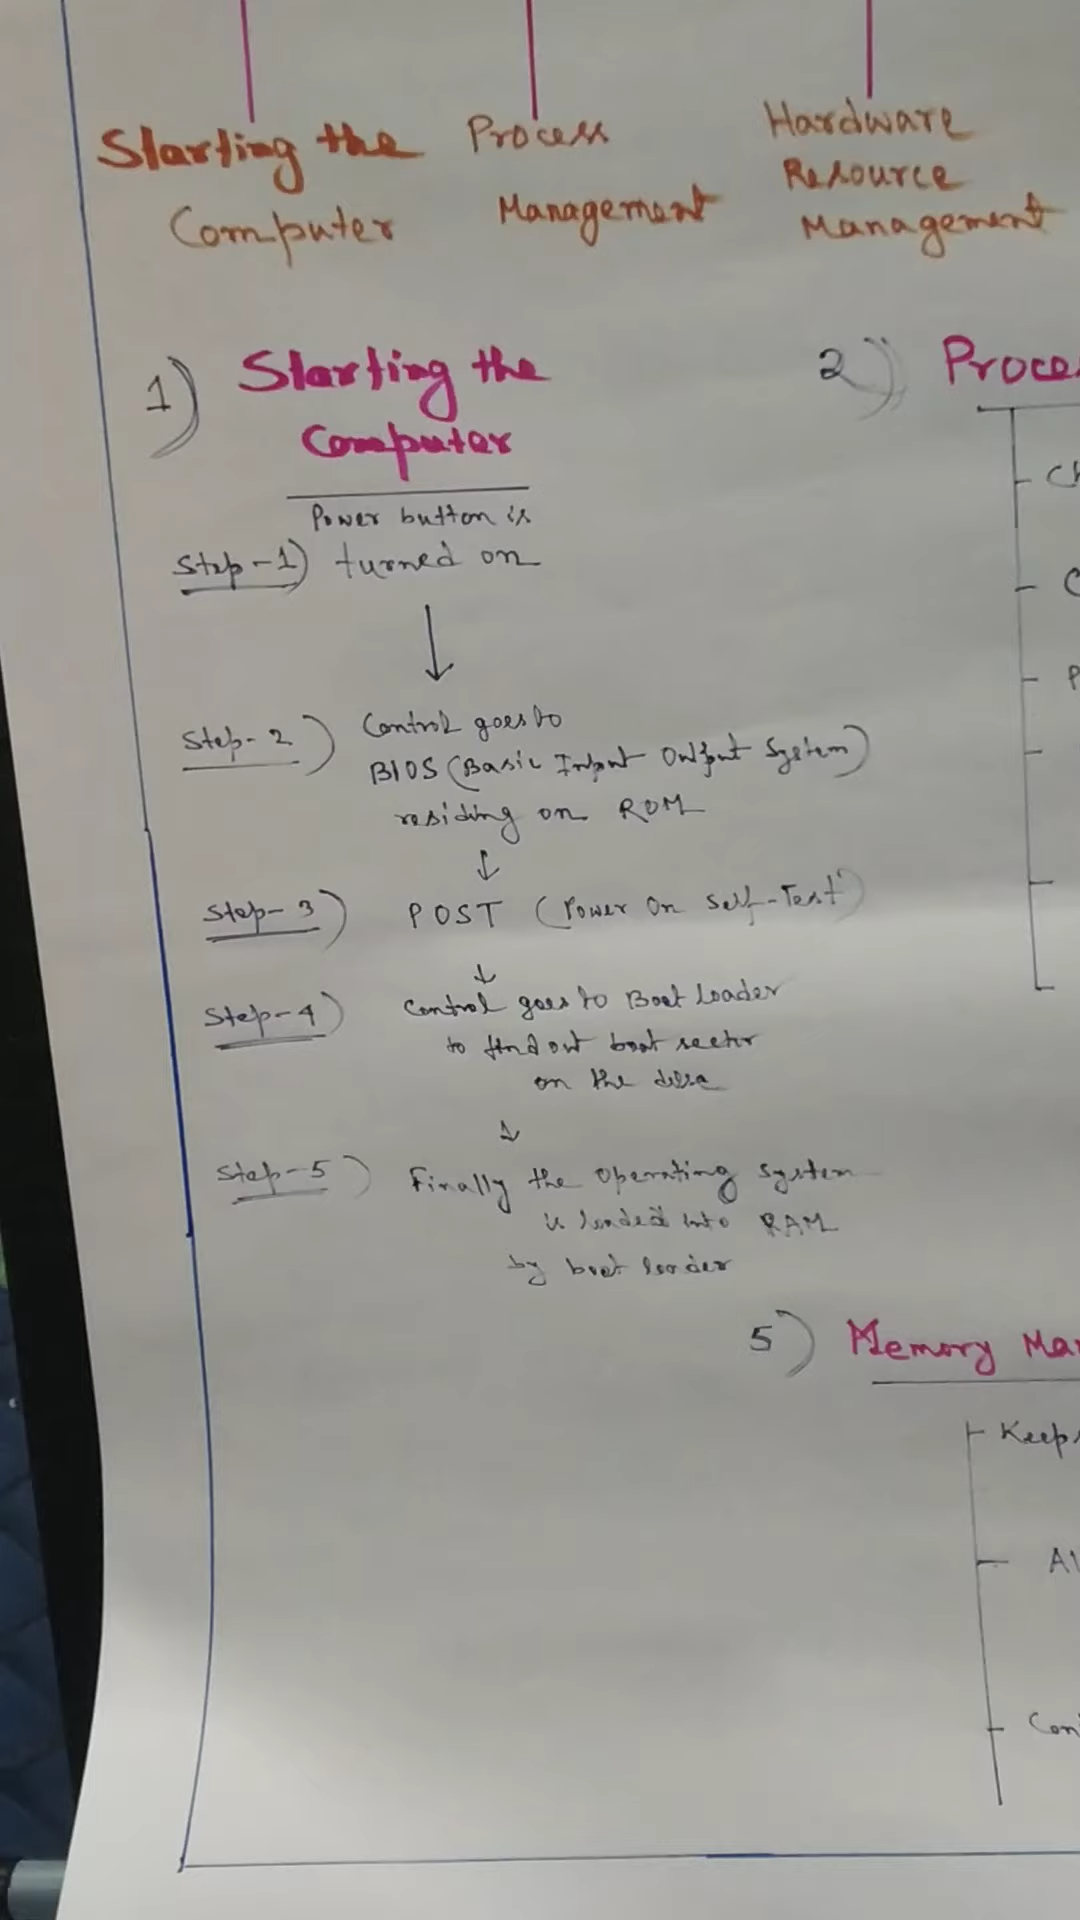 Starting the
Computer
Process
Management
Hardware
Resource
Management
1) Starting the
Computer
Power button is
Step-1) turned on
Step-2) Control goes to
BIOS (Basic Input Output System)
residing on ROM
Step-3) POST (Power On Self-Test)
Step-4) Control goes to Boot loader
to find out boot sector
on the
Step-5) Finally the operating system
is loaded into RAM
by boot loader
2) Proce
Ch
C
P
5) Memory Ma
Keeps
Al
Con